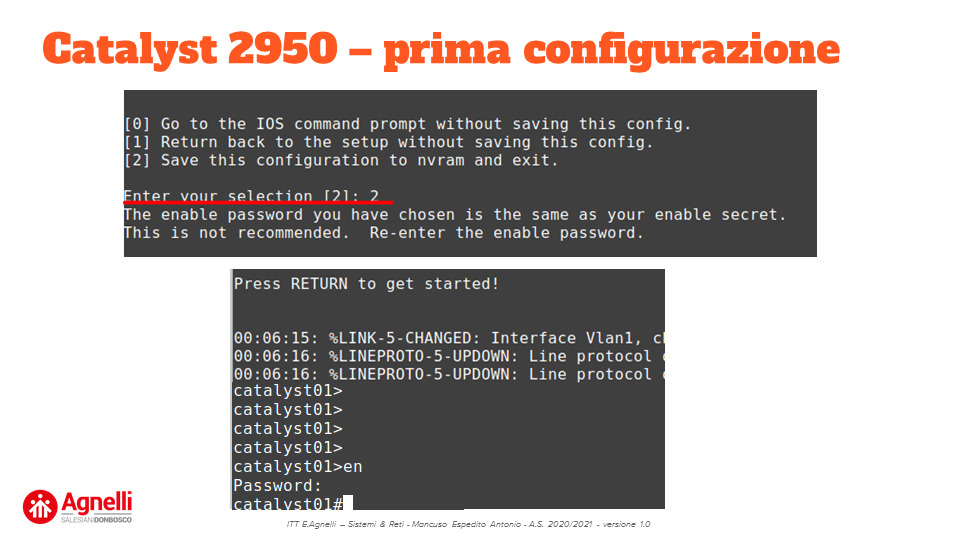 Catalyst 2950 – prima configurazione
[0] Go to the IOS command prompt without saving this config.
[1] Return back to the setup without saving this config.
[2] Save this configuration to nvram and exit.
Enter your selection [2]: 2
The enable password you have chosen is the same as your enable secret.
This is not recommended.  Re-enter the enable password.
Press RETURN to get started!
00:06:15: %LINK-5-CHANGED: Interface Vlan1,
00:06:16: %LINEPROTO-5-UPDOWN: Line protocol
00:06:16: %LINEPROTO-5-UPDOWN: Line protocol
catalyst01>
catalyst01>
catalyst01>
catalyst01>
catalyst01>en
Password:
catalyst01#
Agnelli
SALESIANIDONBOSCO
ITT E.Agnelli – Sistemi & Reti - Mancuso Espedito Antonio - A.S. 2020/2021 - versione 1.0